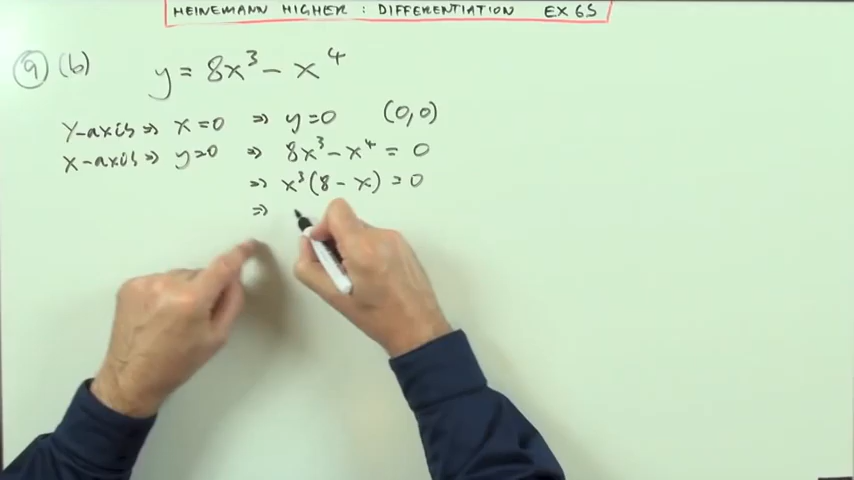 HEINEMANN HIGHER : DIFFERENTIATION EX 6S
9 (b) y = 8x³ - x⁴
Y-axis => x=0 => y=0 (0,0)
x-axis => y=0 => 8x³ - x⁴ = 0
=> x³(8 - x) = 0
=>